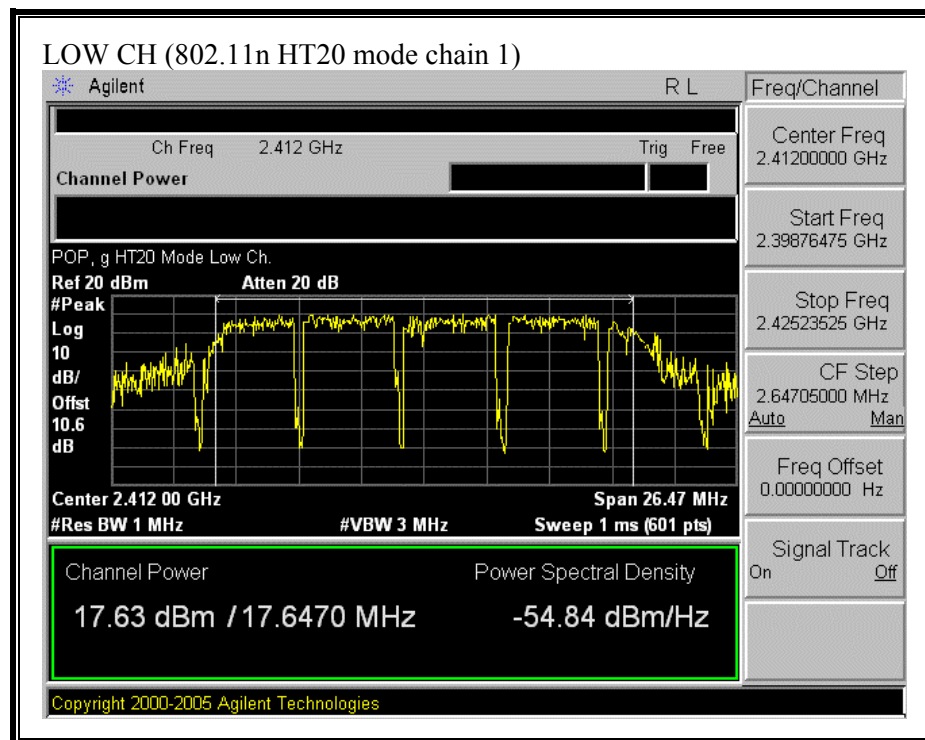 LOW CH (802.11n HT20 mode chain 1)
Agilent R L Freq/Channel
Ch Freq 2.412 GHz Trig Free
Channel Power
Center Freq
2.41200000 GHz
Start Freq
2.39876475 GHz
POP, g HT20 Mode Low Ch.
Ref 20 dBm Atten 20 dB
#Peak
Log
10
dB/
Offst
10.6
dB
Stop Freq
2.42523525 GHz
CF Step
2.64705000 MHz
Auto Man
Freq Offset
0.00000000 Hz
Center 2.412 00 GHz Span 26.47 MHz
#Res BW 1 MHz #VBW 3 MHz Sweep 1 ms (601 pts)
Signal Track
On Off
Channel Power Power Spectral Density
17.63 dBm / 17.6470 MHz -54.84 dBm/Hz
Copyright 2000-2005 Agilent Technologies